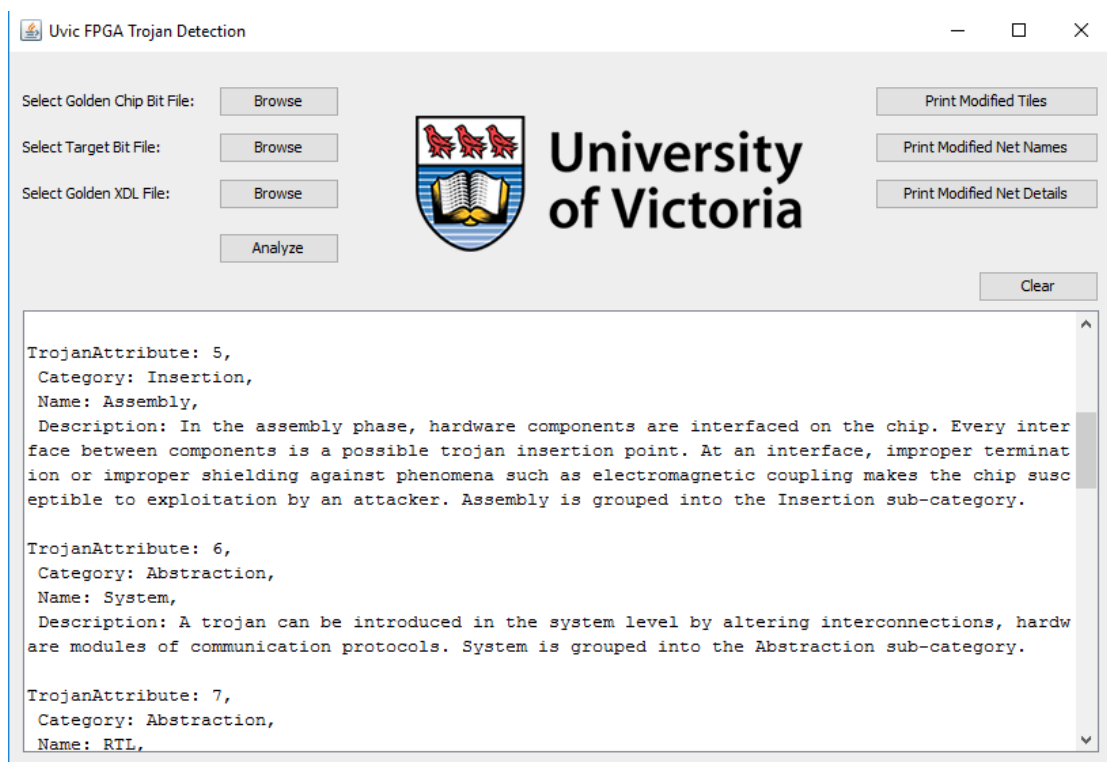 Uvic FPGA Trojan Detection
Select Golden Chip Bit File:
Browse
Print Modified Tiles
Select Target Bit File:
Browse
Print Modified Net Names
Select Golden XDL File:
Browse
Print Modified Net Details
University
of Victoria
Analyze
Clear
TrojanAttribute: 5,
Category: Insertion,
Name: Assembly,
Description: In the assembly phase, hardware components are interfaced on the chip. Every inter
face between components is a possible trojan insertion point. At an interface, improper terminat
ion or improper shielding against phenomena such as electromagnetic coupling makes the chip susc
eptible to exploitation by an attacker. Assembly is grouped into the Insertion sub-category.
TrojanAttribute: 6,
Category: Abstraction,
Name: System,
Description: A trojan can be introduced in the system level by altering interconnections, hardw
are modules of communication protocols. System is grouped into the Abstraction sub-category.
TrojanAttribute: 7,
Category: Abstraction,
Name: RTL,